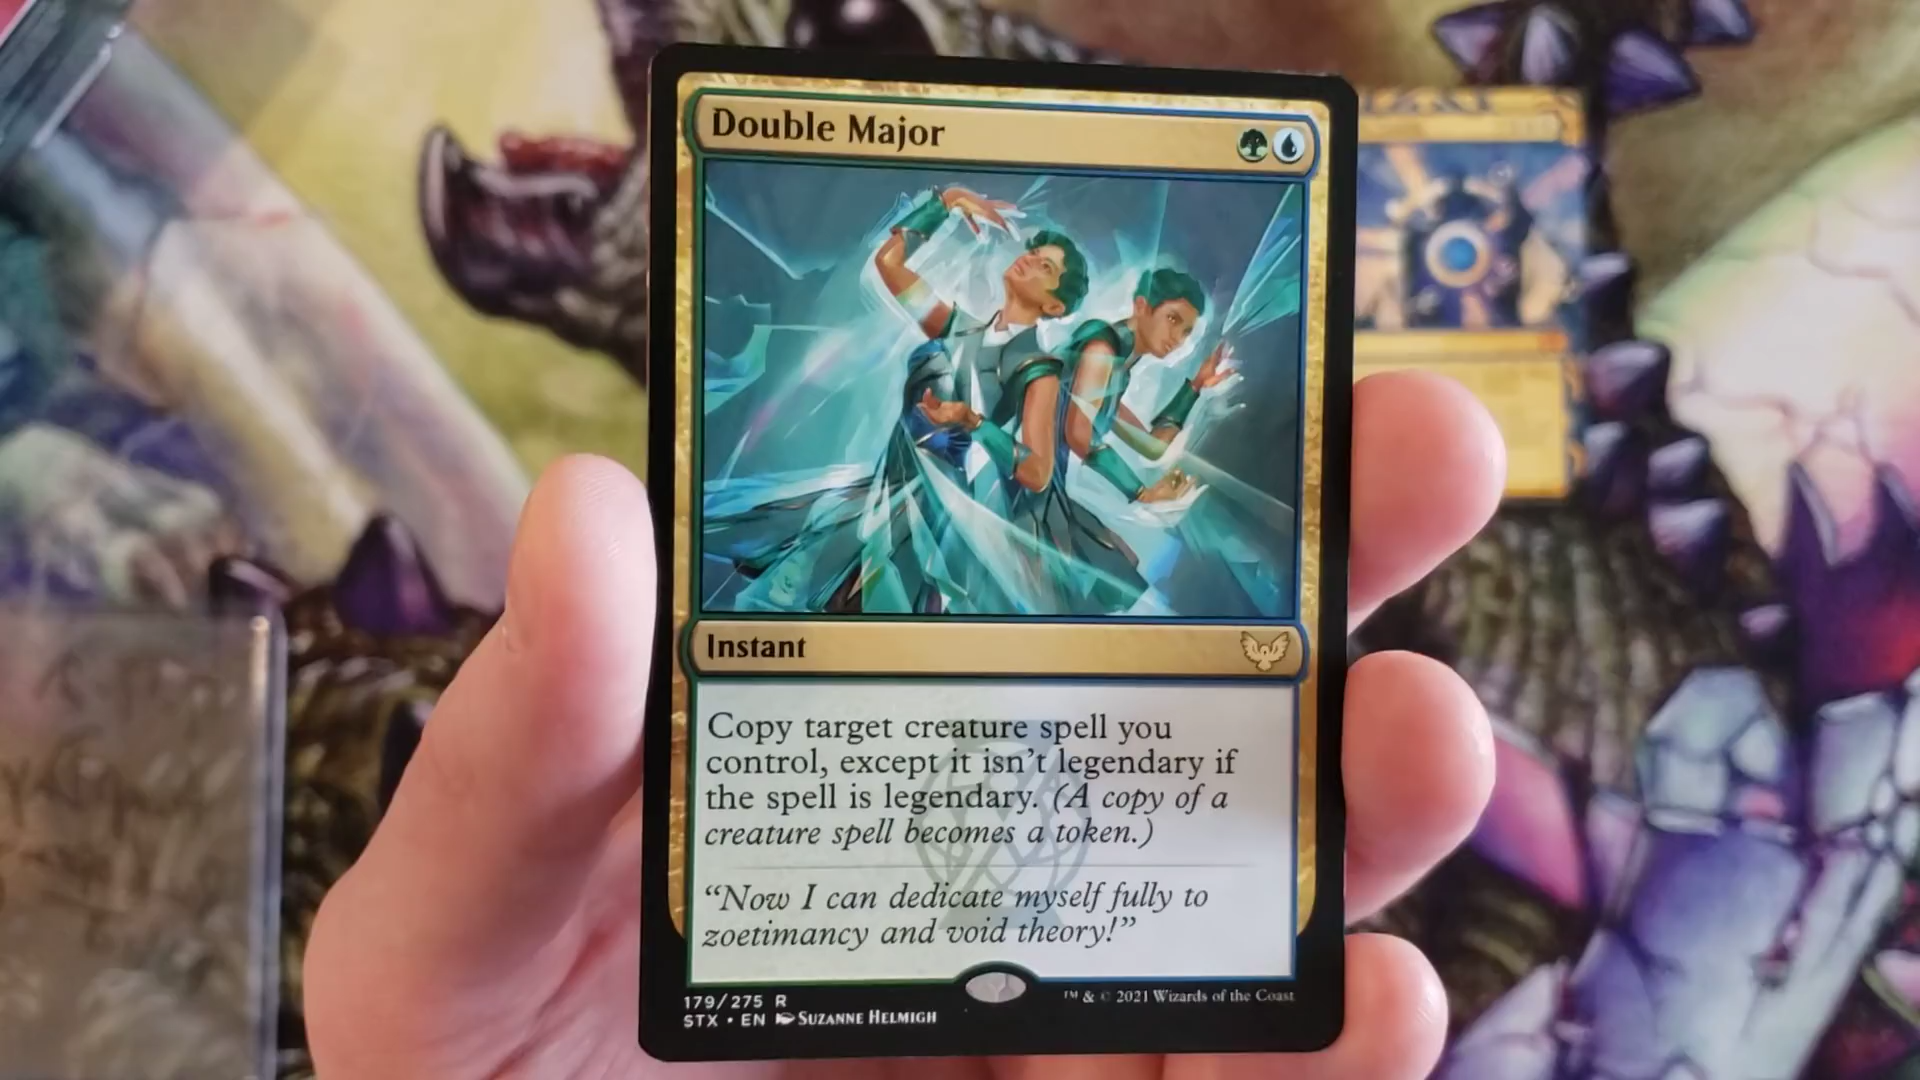 Double Major
Instant
Copy target creature spell you
control, except it isn't legendary if
the spell is legendary. (A copy of a
creature spell becomes a token.)
“Now I can dedicate myself fully to
zoetimancy and void theory!”
179/275 R
™ & © 2021 Wizards of the Coast
STX • EN SUZANNE HELMIGH